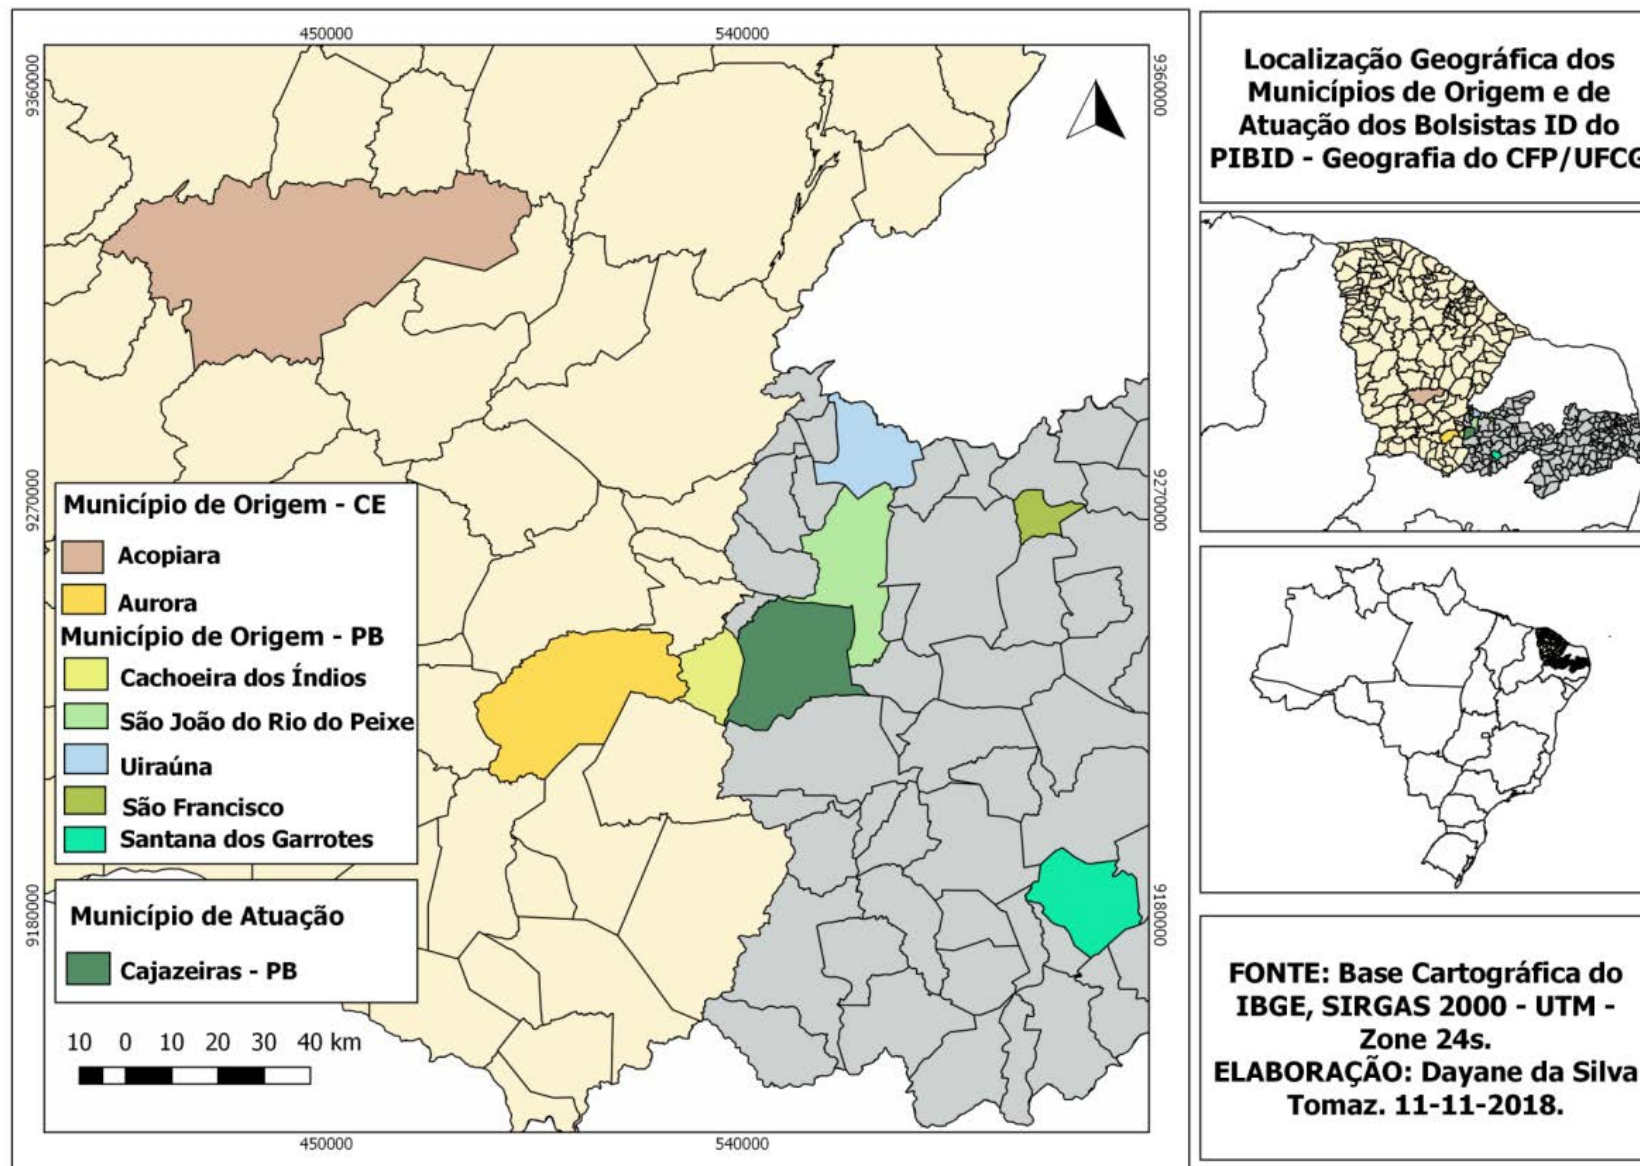 450000
540000
9360000
9360000
9270000
9270000
9180000
9180000
450000
540000
Município de Origem - CE
Acopiara
Aurora
Município de Origem - PB
Cachoeira dos Índios
São João do Rio do Peixe
Uiraúna
São Francisco
Santana dos Garrotes
Município de Atuação
Cajazeiras - PB
10 0 10 20 30 40 km
Localização Geográfica dos
Municípios de Origem e de
Atuação dos Bolsistas ID do
PIBID - Geografia do CFP/UFCG
FONTE: Base Cartográfica do
IBGE, SIRGAS 2000 - UTM -
Zone 24s.
ELABORAÇÃO: Dayane da Silva
Tomaz. 11-11-2018.